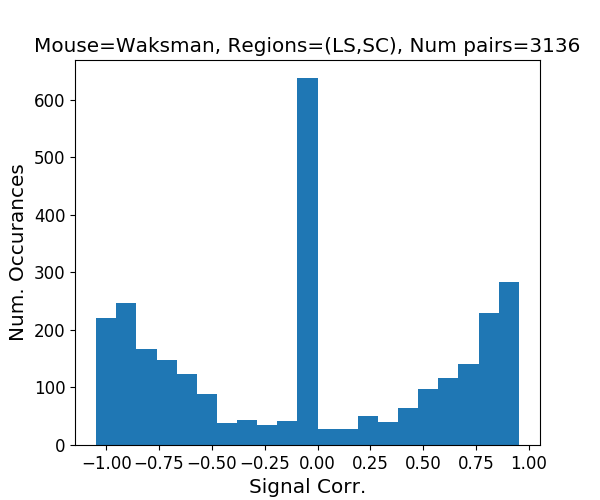 Mouse=Waksman, Regions=(LS,SC), Num pairs=3136
600
500
400
300
200
100
0
Num. Occurances
−1.00 −0.75 −0.50 −0.25 0.00 0.25 0.50 0.75 1.00
Signal Corr.